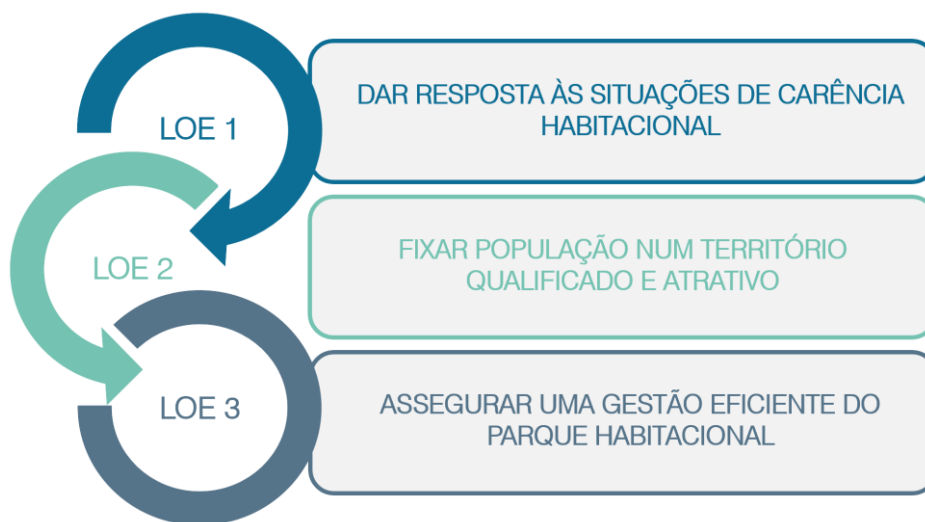 LOE 1
DAR RESPOSTA ÀS SITUAÇÕES DE CARÊNCIA
HABITACIONAL
LOE 2
FIXAR POPULAÇÃO NUM TERRITÓRIO
QUALIFICADO E ATRATIVO
LOE 3
ASSEGURAR UMA GESTÃO EFICIENTE DO
PARQUE HABITACIONAL